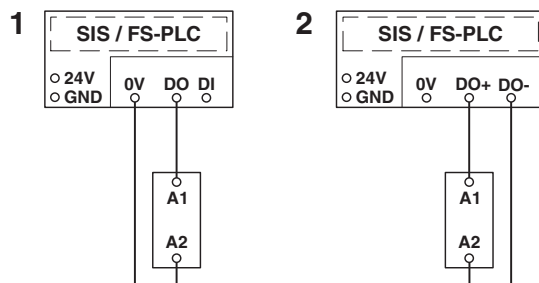 1
SIS / FS-PLC
24V
GND
0V DO DI
A1
A2
2
SIS / FS-PLC
24V
GND
0V DO+ DO-
A1
A2